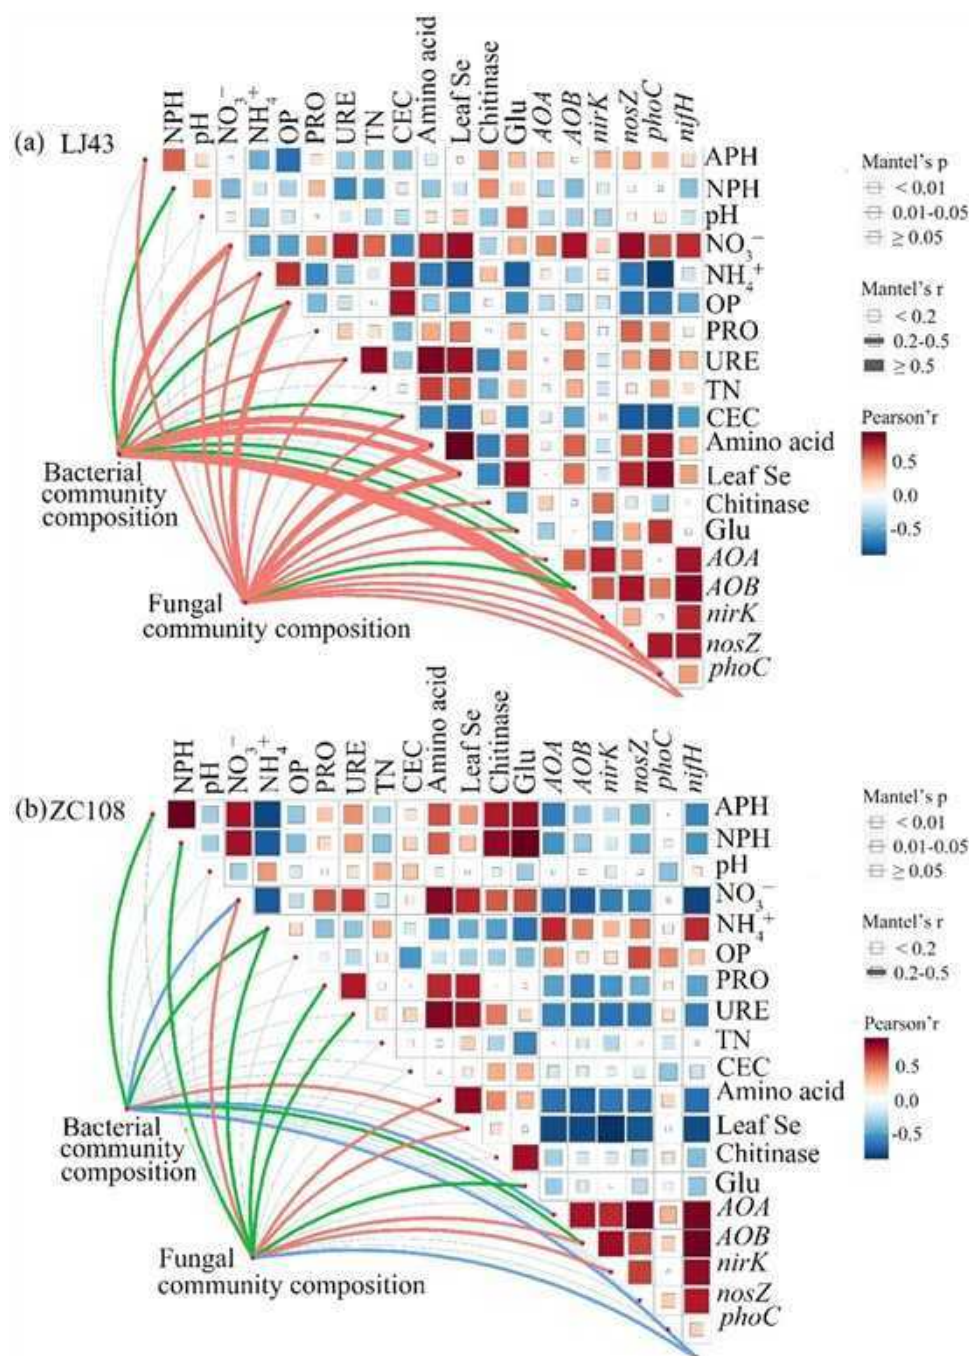 (a) LJ43
NPH
pH
NO₃⁻
NH₄⁺
OP
PRO
URE
TN
CEC
Amino acid
Leaf Se
Chitinase
Glu
AOA
AOB
nirK
nosZ
phoC
nifH
APH
NPH
pH
NO₃⁻
NH₄⁺
OP
PRO
URE
TN
CEC
Amino acid
Leaf Se
Chitinase
Glu
AOA
AOB
nirK
nosZ
phoC
Bacterial
community
composition
Fungal
community composition
Mantel's p
< 0.01
0.01-0.05
≥ 0.05
Mantel's r
< 0.2
0.2-0.5
≥ 0.5
Pearson'r
0.5
0.0
-0.5
(b) ZC108
NPH
pH
NO₃⁻
NH₄⁺
OP
PRO
URE
TN
CEC
Amino acid
Leaf Se
Chitinase
Glu
AOA
AOB
nirK
nosZ
phoC
nifH
APH
NPH
pH
NO₃⁻
NH₄⁺
OP
PRO
URE
TN
CEC
Amino acid
Leaf Se
Chitinase
Glu
AOA
AOB
nirK
nosZ
phoC
Bacterial
community
composition
Fungal
community composition
Mantel's p
< 0.01
0.01-0.05
≥ 0.05
Mantel's r
< 0.2
0.2-0.5
Pearson'r
0.5
0.0
-0.5